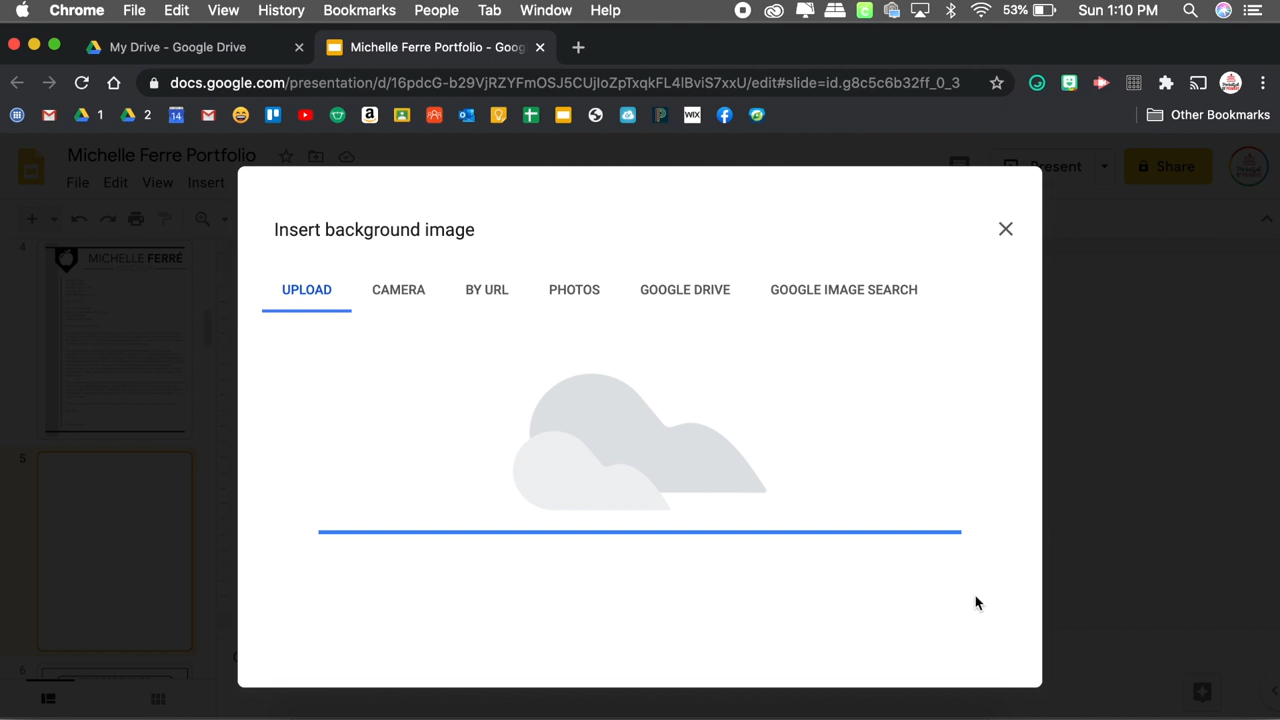 Chrome File Edit View History Bookmarks People Tab Window Help 53% Sun 1:10 PM
My Drive - Google Drive Michelle Ferre Portfolio - Goog
docs.google.com/presentation/d/16pdcG-b29VjRZYFmOSJ5CUjIoZpTxqkFL4lBviS7xxU/edit#slide=id.g8c5c6b32ff_0_3
1 2 14 WIX Other Bookmarks
Michelle Ferre Portfolio
File Edit View Insert Present Share
Insert background image
UPLOAD CAMERA BY URL PHOTOS GOOGLE DRIVE GOOGLE IMAGE SEARCH
4
MICHELLE FERRÉ
5
6